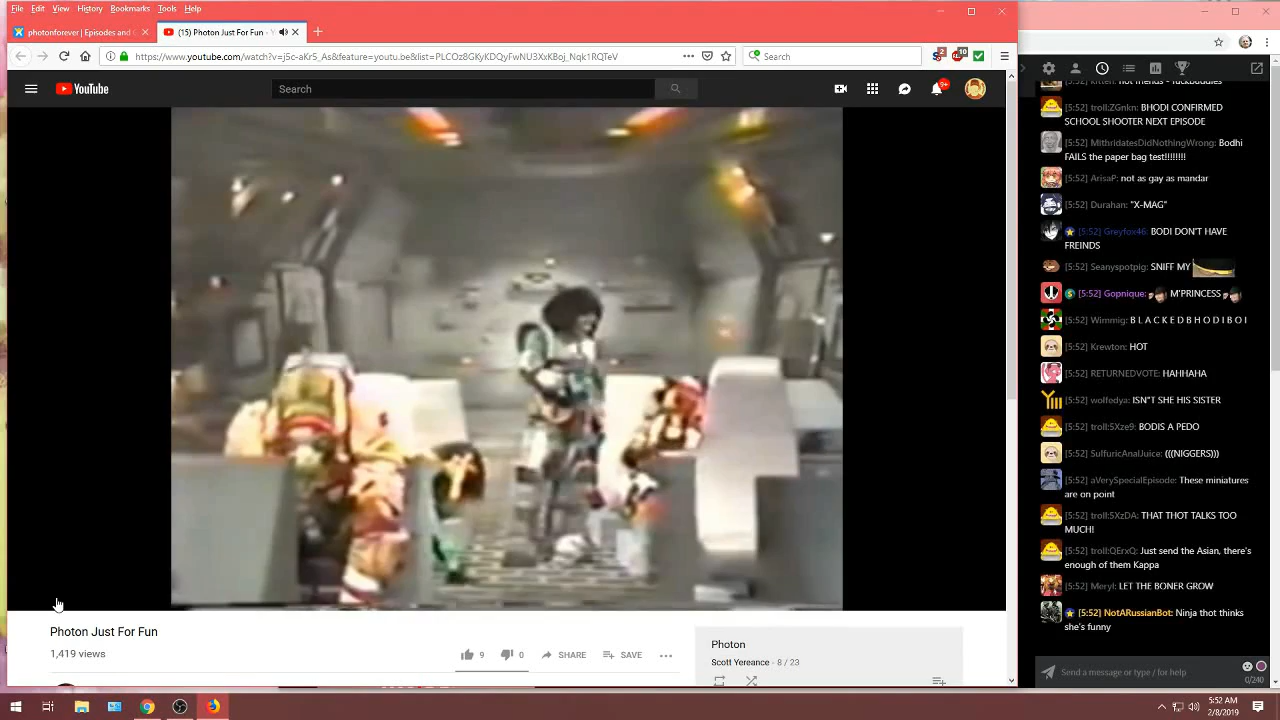 File Edit View History Bookmarks Tools Help
photonforever | Episodes and
(15) Photon Just For Fun - Y
https://www.youtube.com/watch?v=j5c-sKr5_As&feature=youtu.be&list=PLCOz8GKyKDQyFwNU3XxKBoj_Nqk1RQTeV
Search
2
10
YouTube
Search
9+
Photon Just For Fun
1,419 views
9
0
SHARE
SAVE
Photon
Scott Yereance - 8 / 23
troll:ZGnkn: BHODI CONFIRMED
SCHOOL SHOOTER NEXT EPISODE
MithridatesDidNothingWrong: Bodhi
FAILS the paper bag test!!!!!!!!
[5:52] ArisaP: not as gay as mandar
[5:52] Durahan: "X-MAG"
[5:52] Greyfox46: BODI DON'T HAVE
FREINDS
[5:52] Seanyspotpig: SNIFF MY
[5:52] Gopnique: M'PRINCESS
[5:52] Wimmig: B L A C K E D B H O D I B O I
[5:52] Krewton: HOT
[5:52] RETURNEDVOTE: HAHHAHA
[5:52] wolfedya: ISN"T SHE HIS SISTER
[5:52] troll:5Xze9: BODIS A PEDO
[5:52] SulfuricAnalJuice: (((NIGGERS)))
[5:52] aVerySpecialEpisode: These miniatures
are on point
[5:52] troll:5XzDA: THAT THOT TALKS TOO
MUCH!
[5:52] troll:QErxQ: Just send the Asian, there's
enough of them Kappa
[5:52] Meryl: LET THE BONER GROW
[5:52] NotARussianBot: Ninja thot thinks
she's funny
Send a message or type / for help
0/240
5:52 AM
2/8/2019